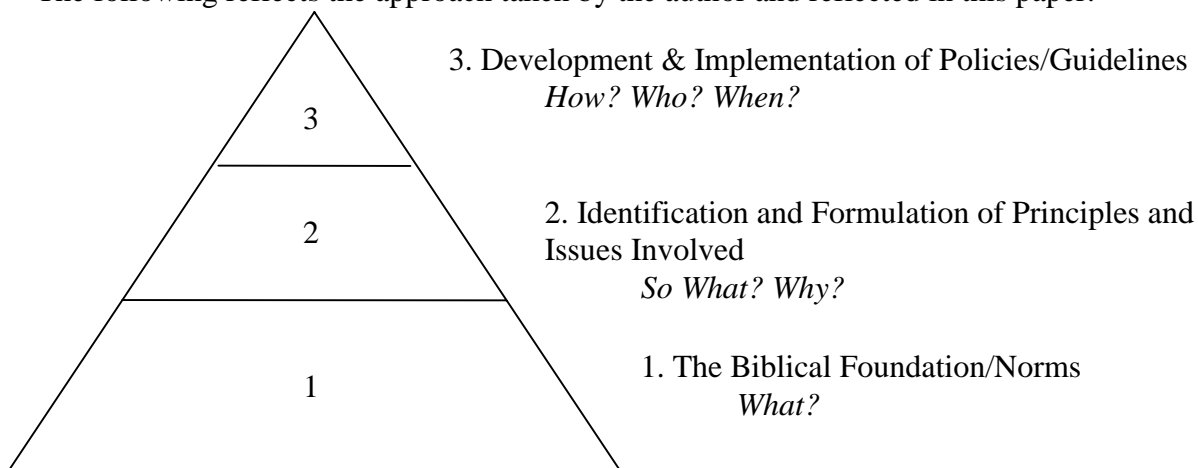 The following reflects the approach taken by the author and reflected in this paper.
3. Development & Implementation of Policies/Guidelines
How? Who? When?
3
2. Identification and Formulation of Principles and
Issues Involved
So What? Why?
2
1. The Biblical Foundation/Norms
What?
1